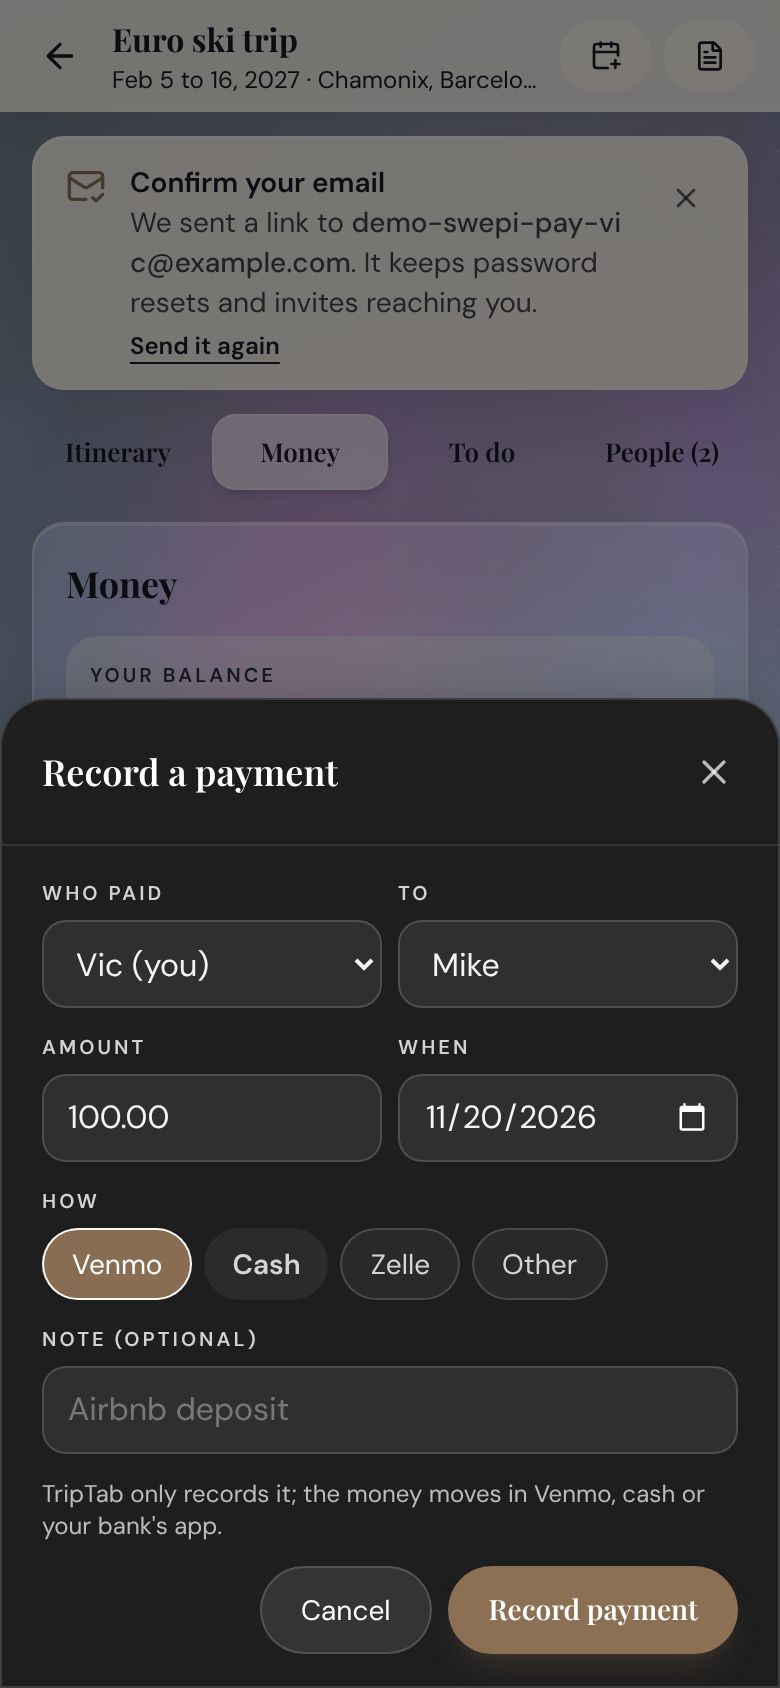 Euro ski trip
Feb 5 to 16, 2027 · Chamonix, Barcelo...
Confirm your email
We sent a link to demo-swepi-pay-vi
c@example.com. It keeps password
resets and invites reaching you.
Send it again
Itinerary Money To do People (2)
Money
YOUR BALANCE
Record a payment
WHO PAID TO
Vic (you) Mike
AMOUNT WHEN
100.00 11/20/2026
HOW
Venmo Cash Zelle Other
NOTE (OPTIONAL)
Airbnb deposit
TripTab only records it; the money moves in Venmo, cash or
your bank's app.
Cancel Record payment